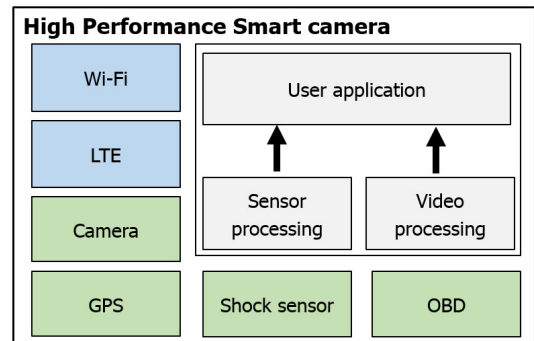 High Performance Smart camera
Wi-Fi
User application
LTE
Sensor
processing
Video
processing
Camera
GPS
Shock sensor
OBD